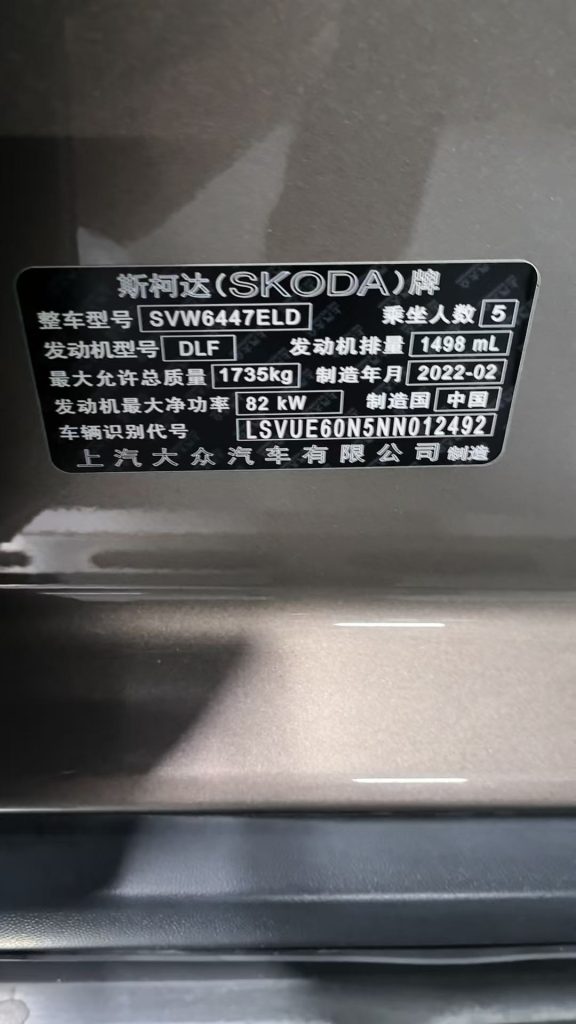 斯柯达(SKODA)牌
整车型号 SVW6447ELD 乘坐人数 5
发动机型号 DLF 发动机排量 1498 mL
最大允许总质量 1735kg 制造年月 2022-02
发动机最大净功率 82 kW 制造国 中国
车辆识别代号 LSVUE60N5NN012492
上汽大众汽车有限公司 制造